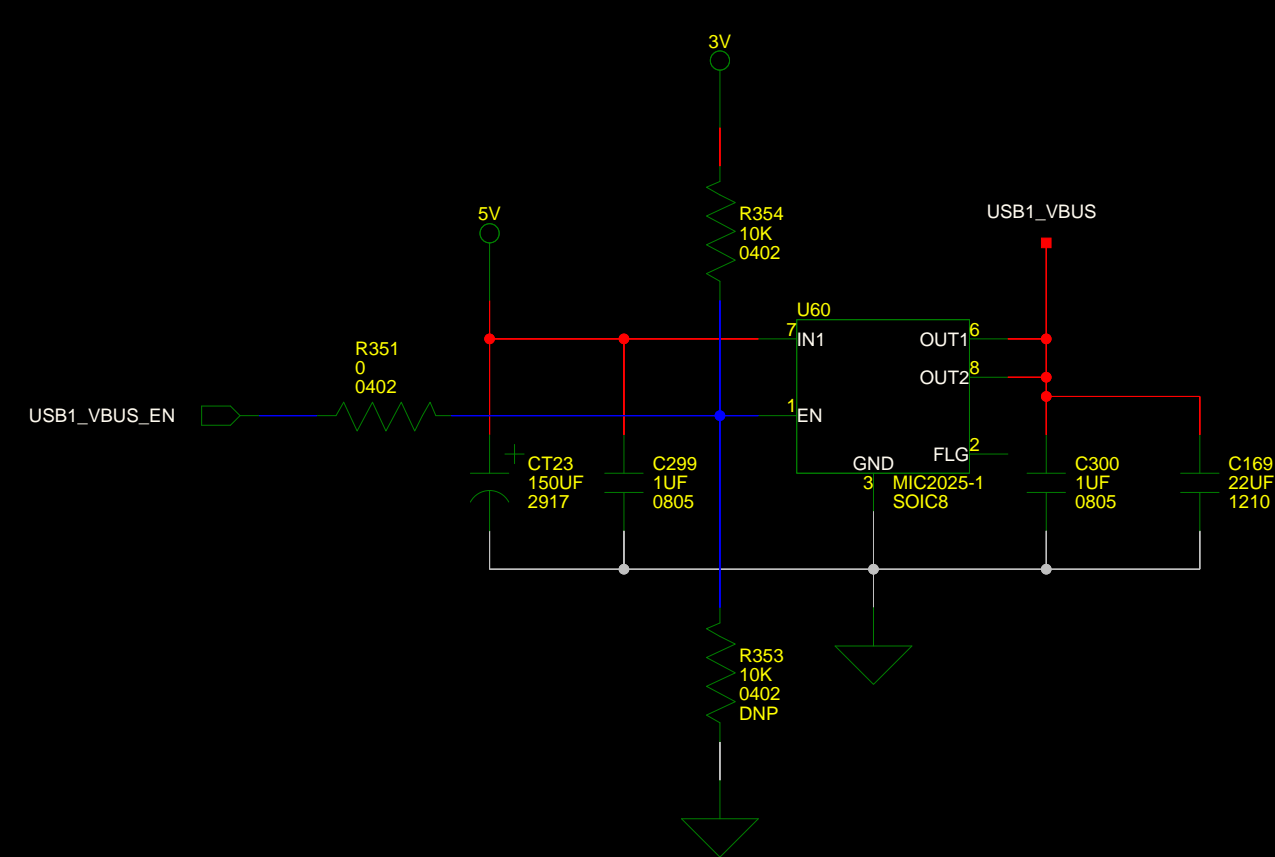 3V
R354
10K
0402
5V
USB1_VBUS
U60
7
IN1
OUT1
6
R351
0
0402
OUT2
8
USB1_VBUS_EN
1
EN
FLG
2
GND
3
MIC2025-1
SOIC8
+
CT23
150UF
2917
C299
1UF
0805
C300
1UF
0805
C169
22UF
1210
R353
10K
0402
DNP